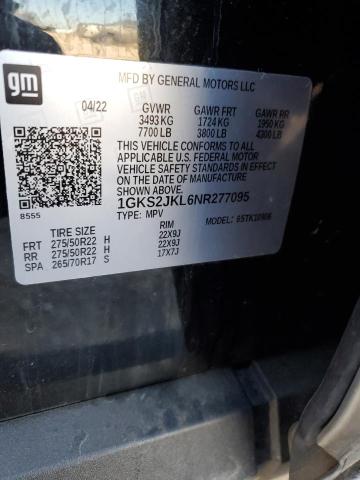 gm
MFD BY GENERAL MOTORS LLC
04/22 GVWR GAWR FRT GAWR RR
3493 KG 1724 KG 1950 KG
7700 LB 3800 LB 4300 LB
THIS VEHICLE CONFORMS TO ALL
APPLICABLE U.S. FEDERAL MOTOR
VEHICLE SAFETY STANDARDS IN EFFECT
ON THE DATE OF MANUFACTURE SHOWN ABOVE.
1GKS2JKL6NR277095
8555 TYPE: MPV MODEL:
TIRE SIZE RIM
FRT 275/50R22 H 22X9J
RR 275/50R22 H 22X9J
SPA 265/70R17 S 17X7J